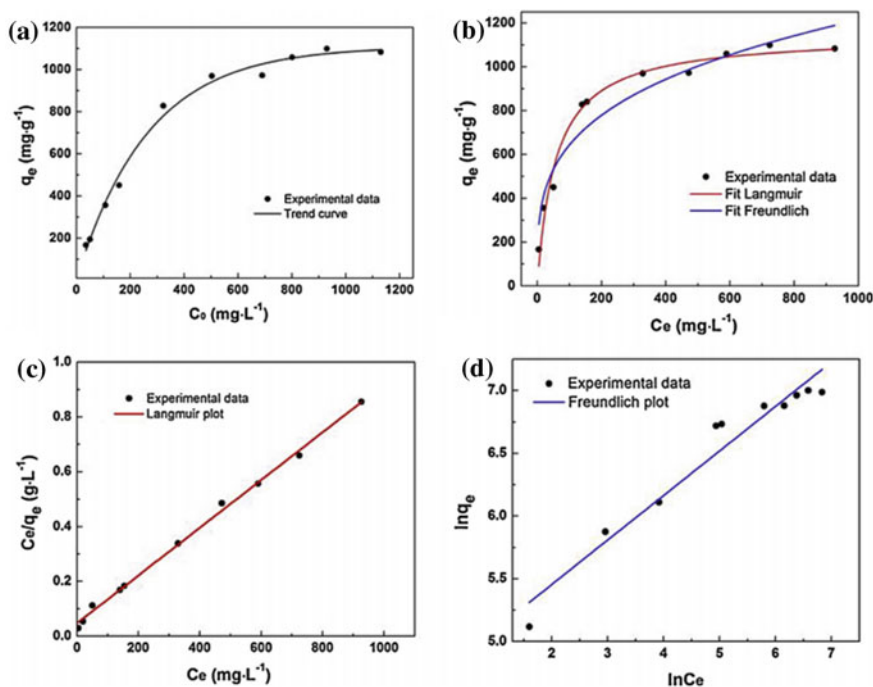 (a)
1200
1000
800
600
400
200
qe (mg·g-1)
Experimental data
Trend curve
0 200 400 600 800 1000 1200
C₀ (mg·L-1)
(b)
1200
1000
800
600
400
200
0
qe (mg·g-1)
Experimental data
Fit Langmuir
Fit Freundlich
0 200 400 600 800 1000
Ce (mg·L-1)
(c)
1.0
0.8
0.6
0.4
0.2
0.0
Ce/qe (g·L-1)
Experimental data
Langmuir plot
0 200 400 600 800 1000
Ce (mg·L-1)
(d)
7.0
6.5
6.0
5.5
5.0
lnqe
Experimental data
Freundlich plot
2 3 4 5 6 7
lnCe